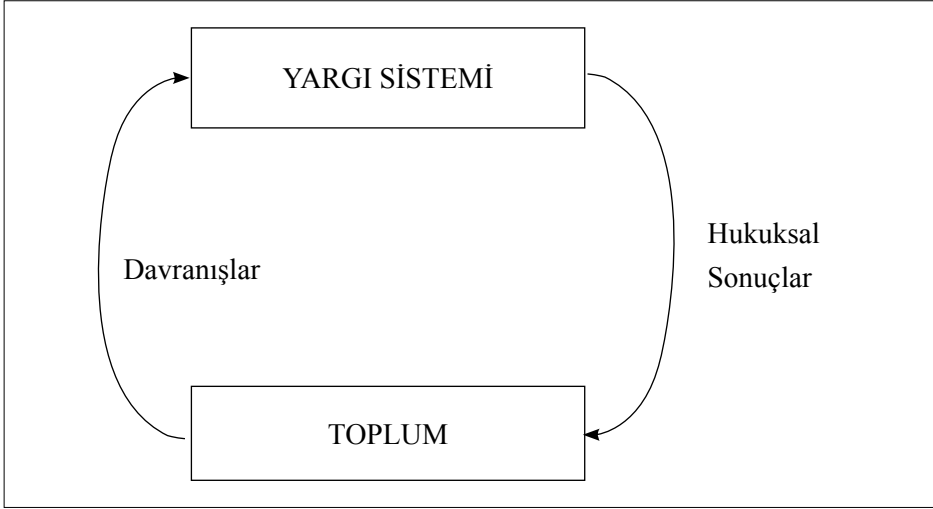 YARGI SİSTEMİ
Davranışlar
Hukuksal
Sonuçlar
TOPLUM